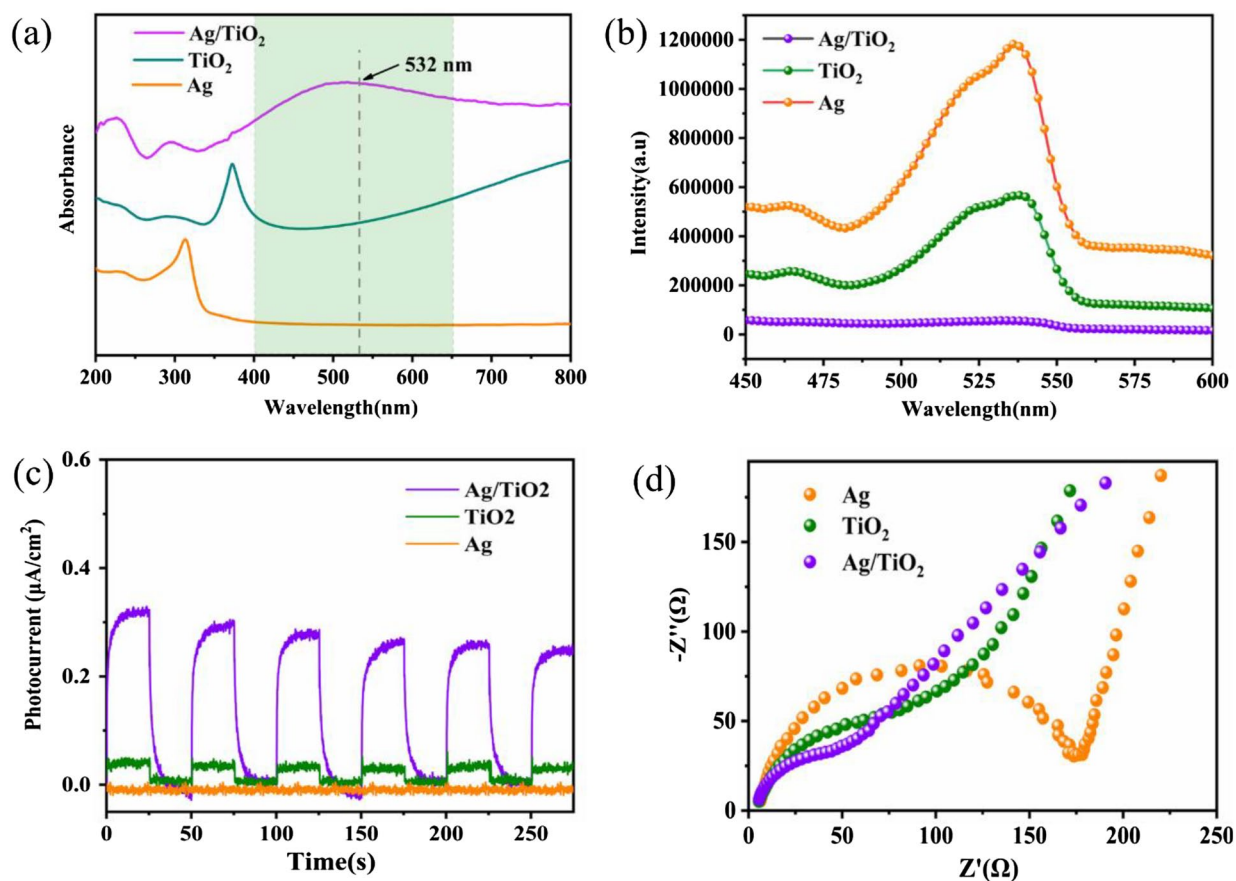 (a)
Ag/TiO₂
TiO₂
Ag
532 nm
Absorbance
200 300 400 500 600 700 800
Wavelength(nm)
(b)
1200000
1000000
800000
600000
400000
200000
0
Ag/TiO₂
TiO₂
Ag
Intensity(a.u)
450 475 500 525 550 575 600
Wavelength(nm)
(c)
0.6
0.4
0.2
0.0
Ag/TiO2
TiO2
Ag
Photocurrent (μA/cm²)
0 50 100 150 200 250
Time(s)
(d)
150
100
50
0
Ag
TiO₂
Ag/TiO₂
-Z''(Ω)
0 50 100 150 200 250
Z'(Ω)